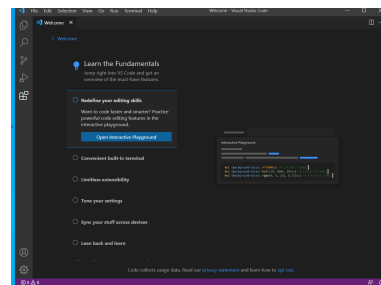 File Edit Selection View Go Run Terminal Help
Welcome - Visual Studio Code
Welcome
Welcome
Learn the Fundamentals
Jump right into VS Code and get an
overview of the must-have features.
Redefine your editing skills
Want to code faster and smarter? Practice
powerful code editing features in the
interactive playground.
Open Interactive Playground
Convenient built-in terminal
Limitless extensibility
Tune your settings
Sync your stuff across devices
Lean back and learn
Interactive Playground
Code collects usage data. Read our privacy statement and learn how to opt out.
0 0